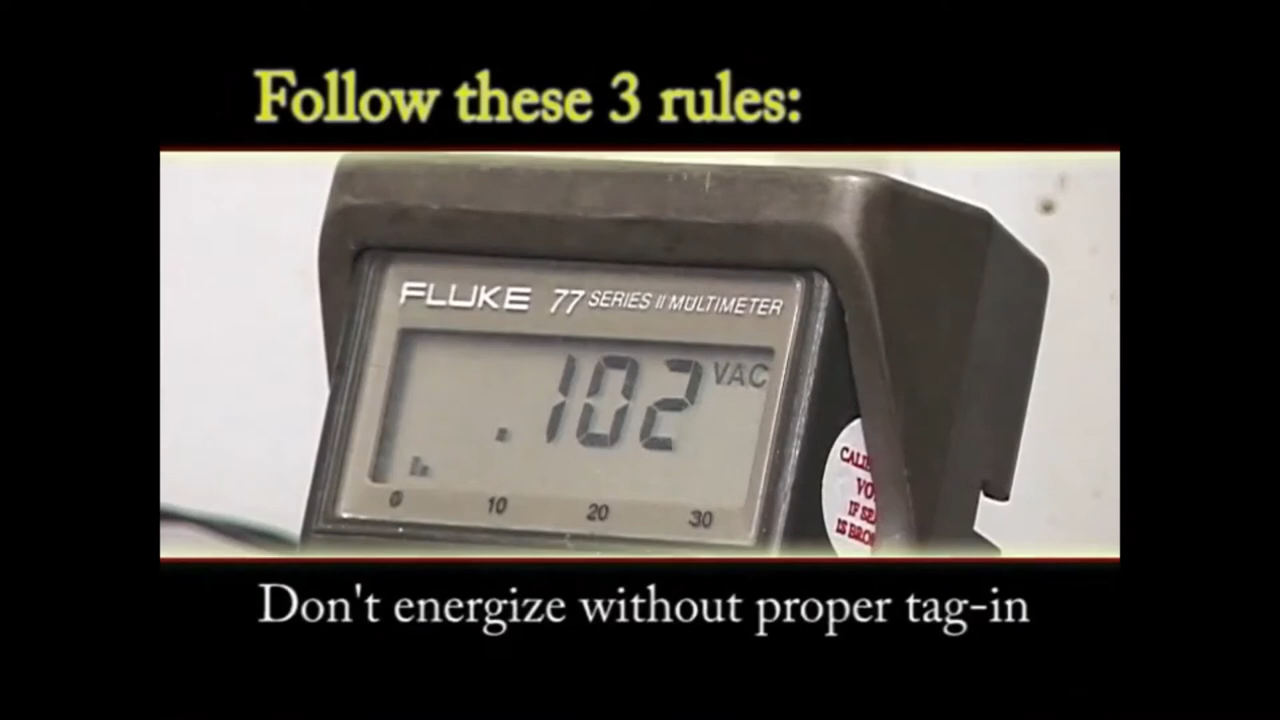 Follow these 3 rules:
FLUKE 77 SERIES II MULTIMETER
.102 VAC
0 10 20 30
IF
Don't energize without proper tag-in